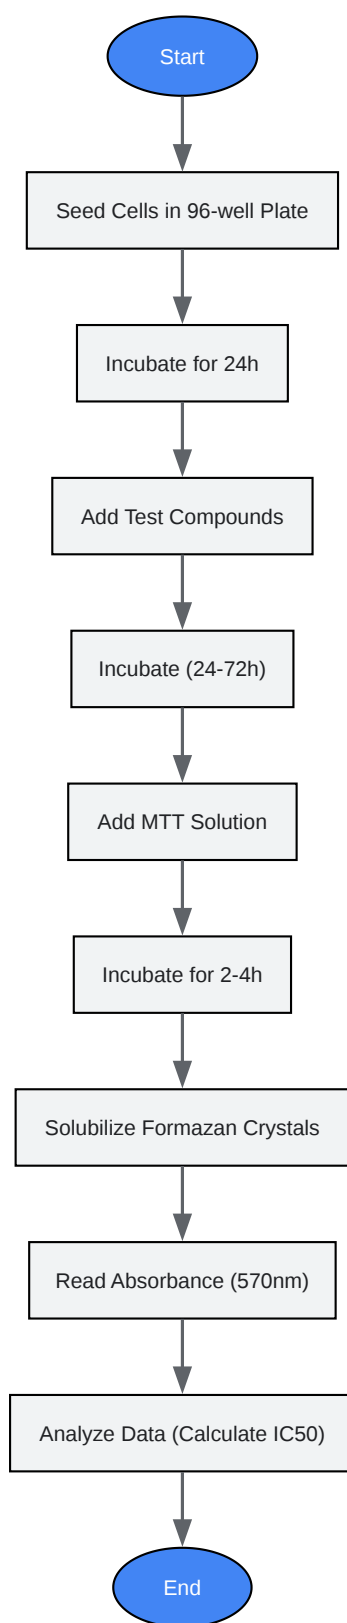 Start
Seed Cells in 96-well Plate
Incubate for 24h
Add Test Compounds
Incubate (24-72h)
Add MTT Solution
Incubate for 2-4h
Solubilize Formazan Crystals
Read Absorbance (570nm)
Analyze Data (Calculate IC50)
End